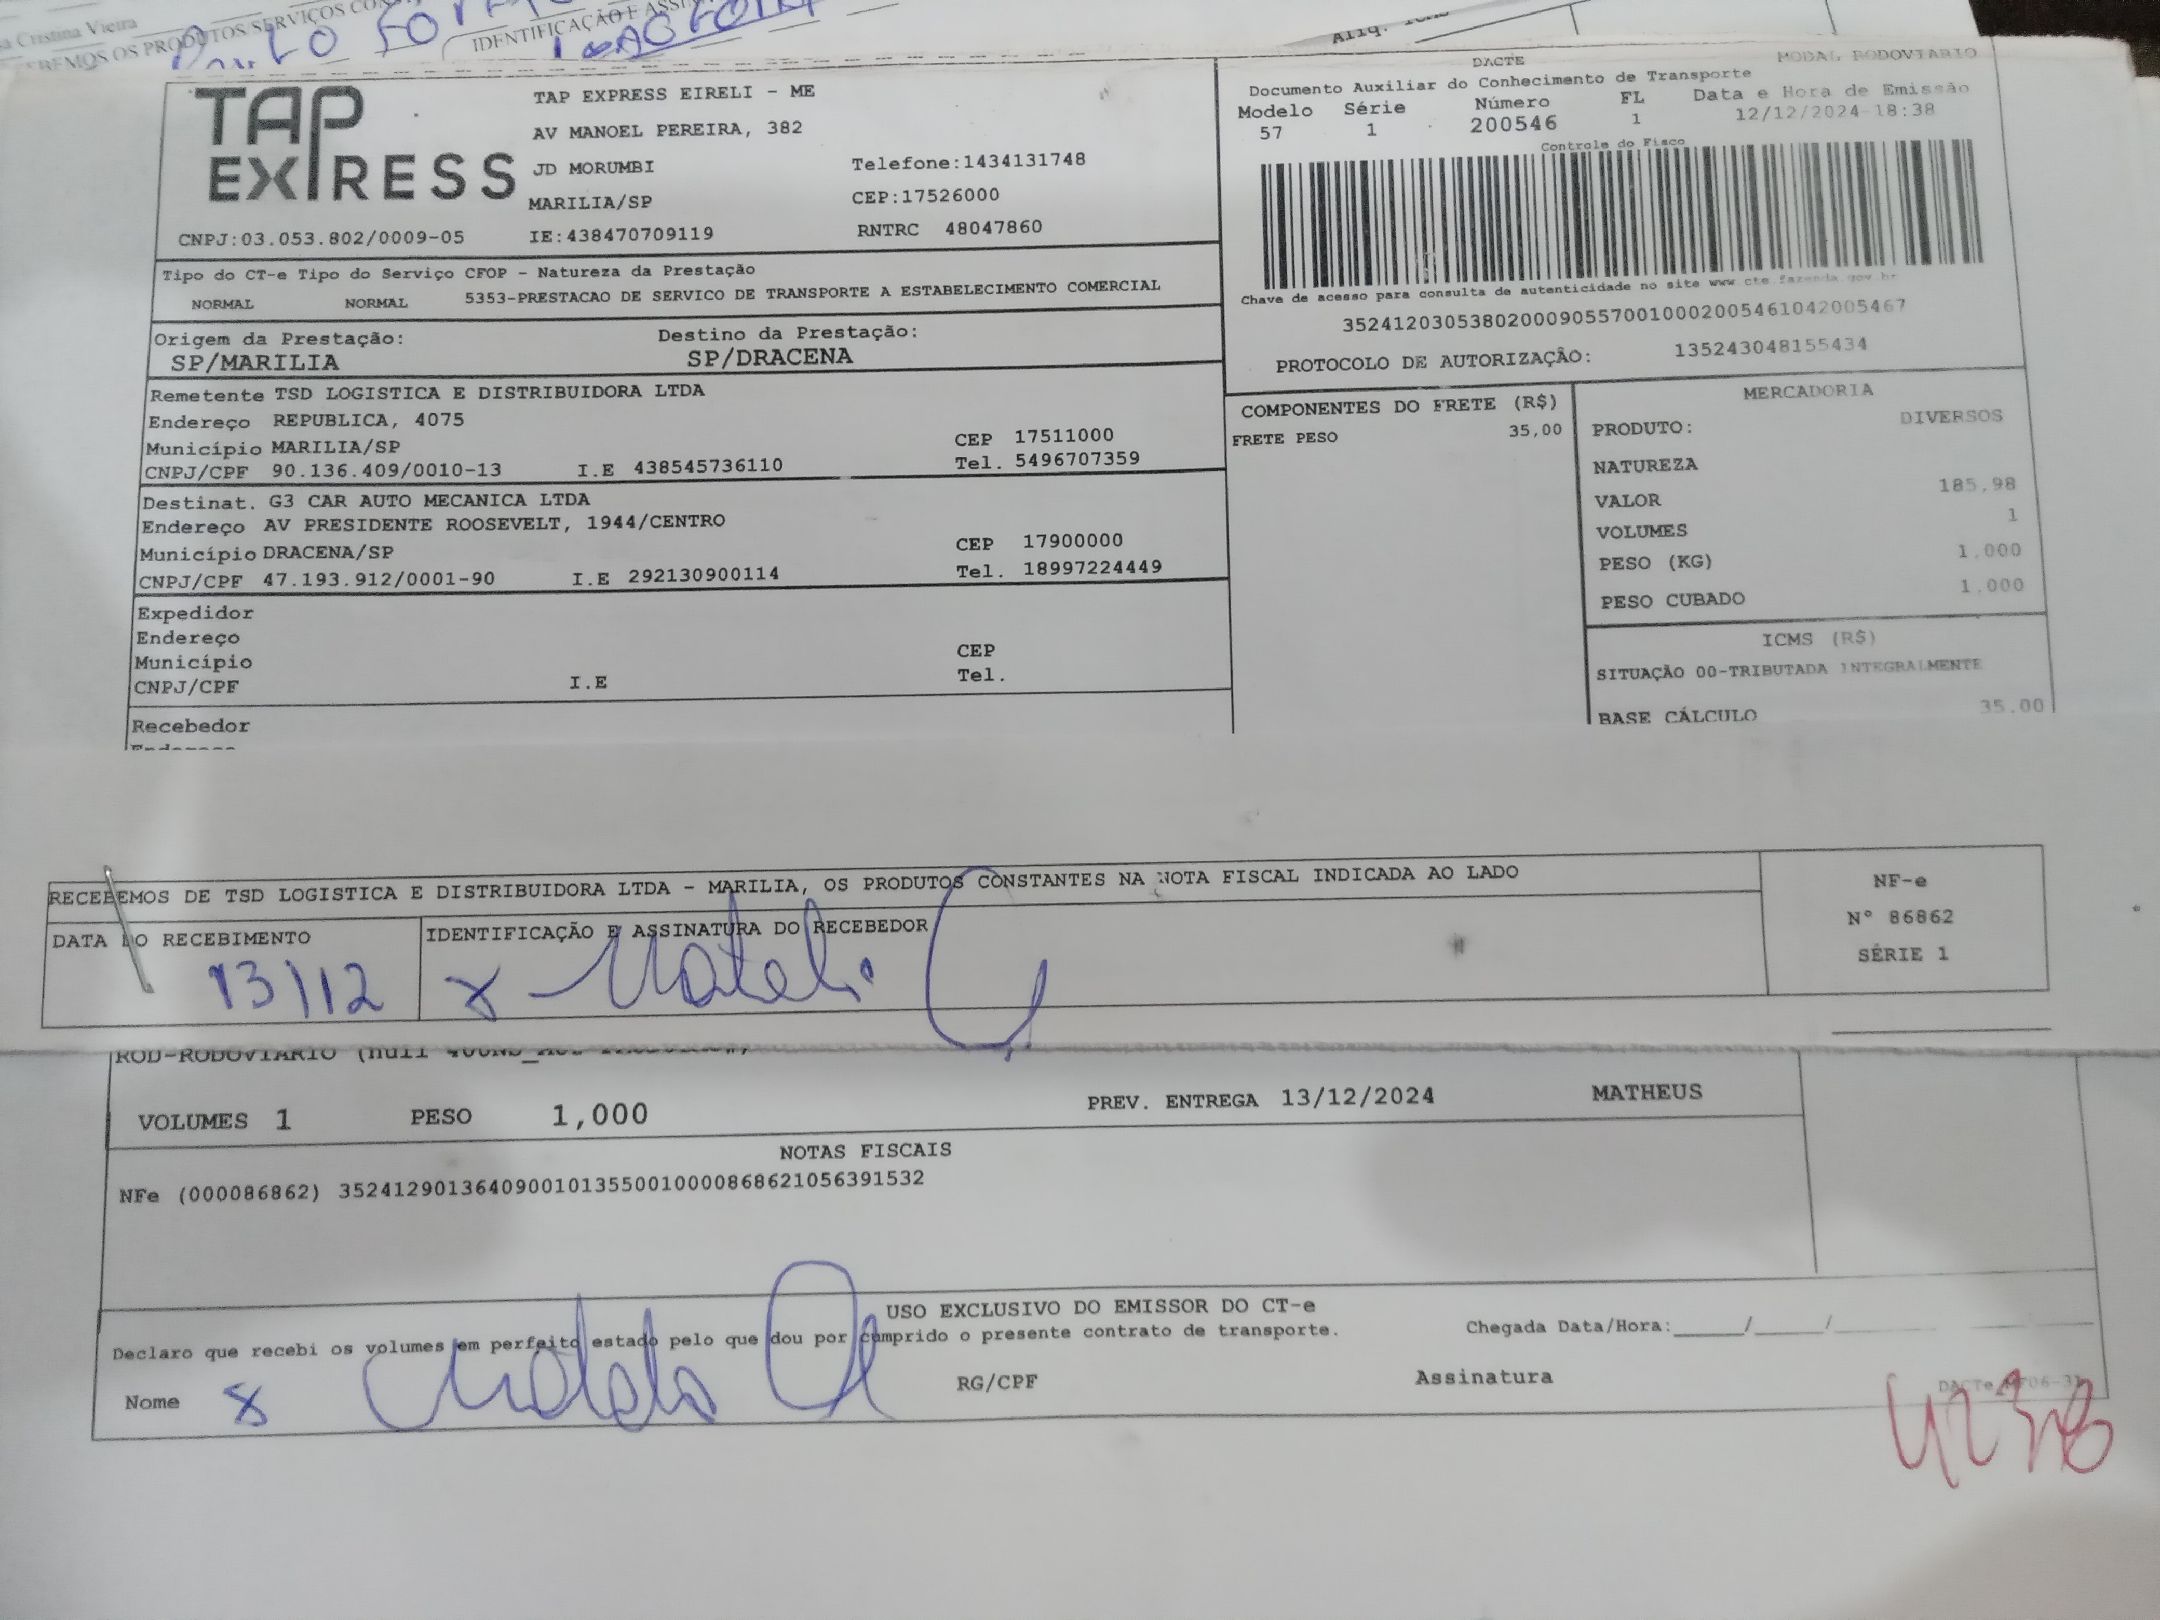 a Cristina Vieira
IDENTIFICAÇÃO E
TAP EXPRESS
TAP EXPRESS EIRELI - ME
AV MANOEL PEREIRA, 382
JD MORUMBI Telefone:1434131748
MARILIA/SP CEP:17526000
CNPJ:03.053.802/0009-05 IE:438470709119 RNTRC 48047860
DACTE MODAL RODOVIARIO
Documento Auxiliar do Conhecimento de Transporte
Modelo Série Número FL Data e Hora de Emissão
57 1 200546 1 12/12/2024-18:38
Controle do Fisco
Chave de acesso para consulta de autenticidade no site www.cte.fazenda.gov.br
35241203053802000905570010002005461042005467
PROTOCOLO DE AUTORIZAÇÃO: 135243048155434
Tipo do CT-e Tipo do Serviço CFOP - Natureza da Prestação
NORMAL NORMAL 5353-PRESTACAO DE SERVICO DE TRANSPORTE A ESTABELECIMENTO COMERCIAL
Origem da Prestação: Destino da Prestação:
SP/MARILIA SP/DRACENA
Remetente TSD LOGISTICA E DISTRIBUIDORA LTDA
Endereço REPUBLICA, 4075
Município MARILIA/SP CEP 17511000
CNPJ/CPF 90.136.409/0010-13 I.E 438545736110 Tel. 5496707359
Destinat. G3 CAR AUTO MECANICA LTDA
Endereço AV PRESIDENTE ROOSEVELT, 1944/CENTRO
Município DRACENA/SP CEP 17900000
CNPJ/CPF 47.193.912/0001-90 I.E 292130900114 Tel. 18997224449
Expedidor
Endereço
Município CEP
CNPJ/CPF I.E Tel.
Recebedor
COMPONENTES DO FRETE (R$)
FRETE PESO 35,00
MERCADORIA
PRODUTO: DIVERSOS
NATUREZA
VALOR 185,98
VOLUMES 1
PESO (KG) 1.000
PESO CUBADO 1.000
ICMS (R$)
SITUAÇÃO 00-TRIBUTADA INTEGRALMENTE
BASE CÁLCULO 35.00
RECEBEMOS DE TSD LOGISTICA E DISTRIBUIDORA LTDA - MARILIA, OS PRODUTOS CONSTANTES NA NOTA FISCAL INDICADA AO LADO
DATA DO RECEBIMENTO IDENTIFICAÇÃO E ASSINATURA DO RECEBEDOR
13/12
NF-e
N° 86862
SÉRIE 1
ROD-RODOVIARIO (null
VOLUMES 1 PESO 1,000 PREV. ENTREGA 13/12/2024 MATHEUS
NOTAS FISCAIS
NFe (000086862) 35241290136409001013550010000868621056391532
USO EXCLUSIVO DO EMISSOR DO CT-e
Declaro que recebi os volumes em perfeito estado pelo que dou por cumprido o presente contrato de transporte. Chegada Data/Hora:_____/_____/_____
Nome RG/CPF Assinatura